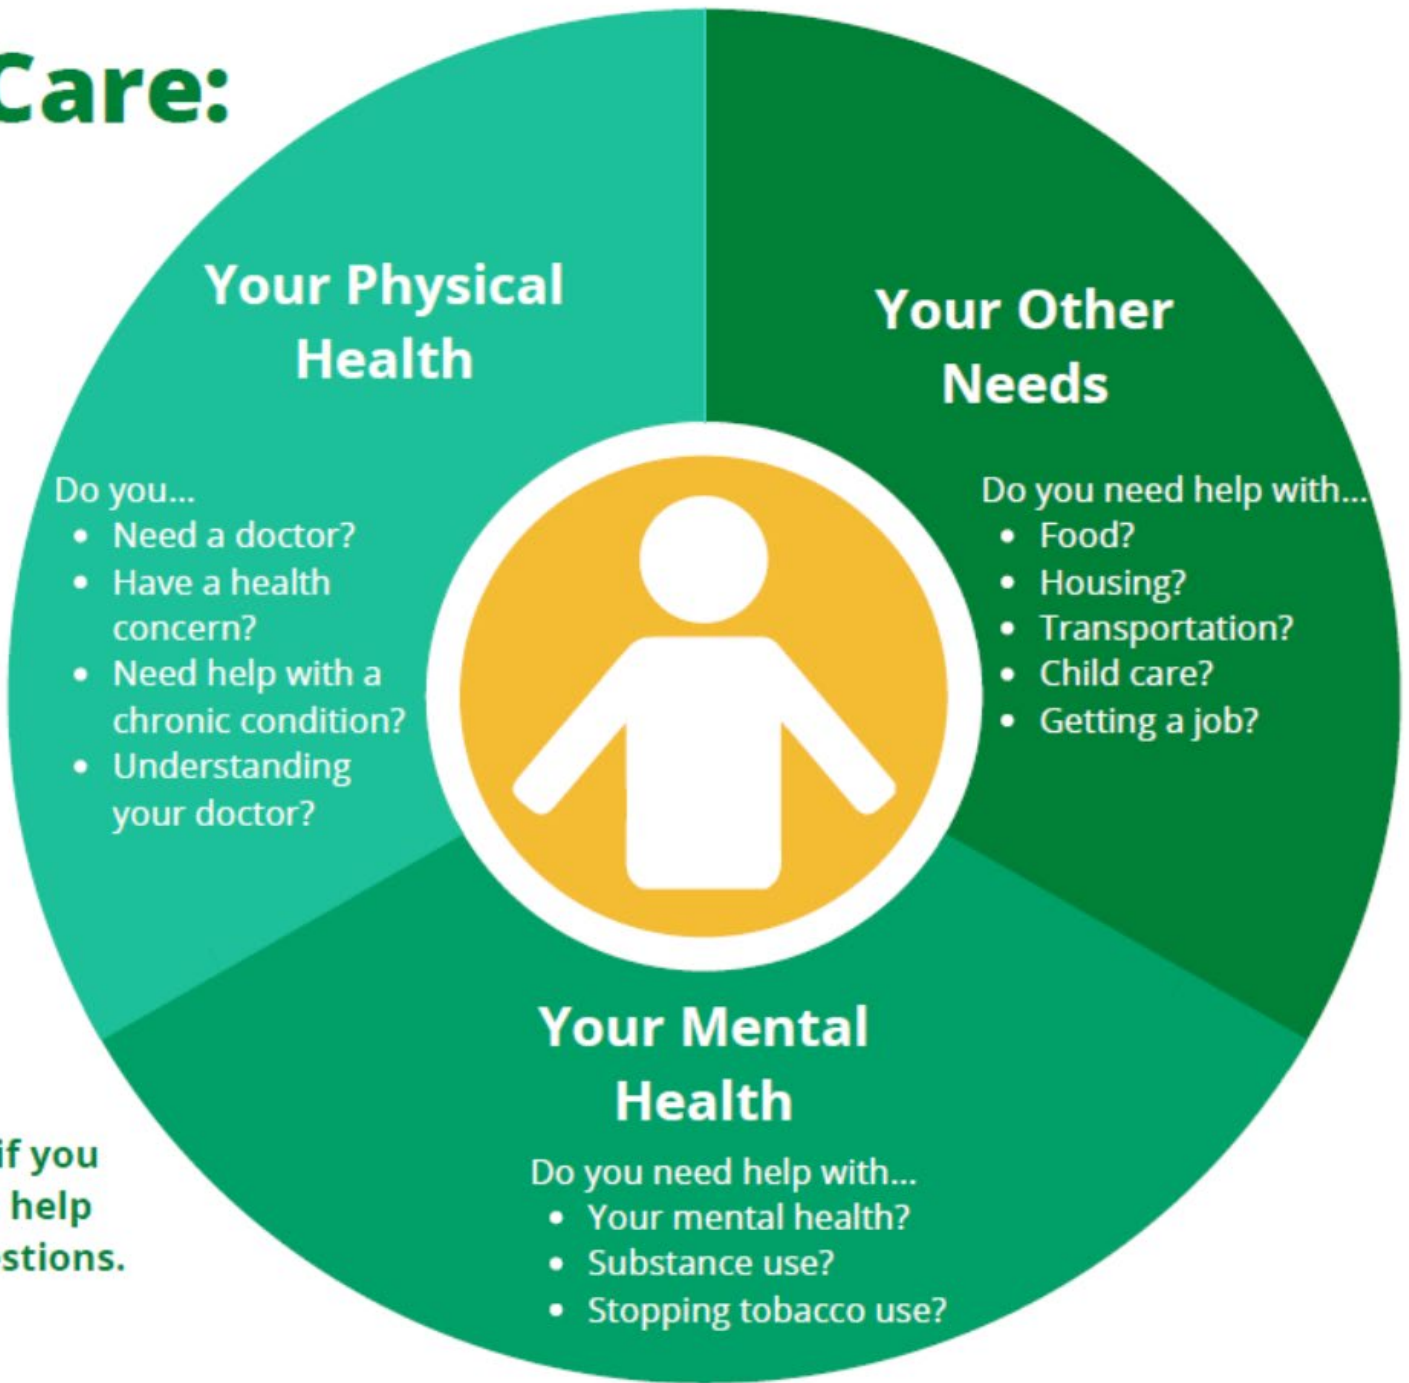 Care:
Your Physical
Health
Do you...
• Need a doctor?
• Have a health
concern?
• Need help with a
chronic condition?
• Understanding
your doctor?
Your Other
Needs
Do you need help with...
• Food?
• Housing?
• Transportation?
• Child care?
• Getting a job?
Your Mental
Health
Do you need help with...
• Your mental health?
• Substance use?
• Stopping tobacco use?
if you
help
stions.